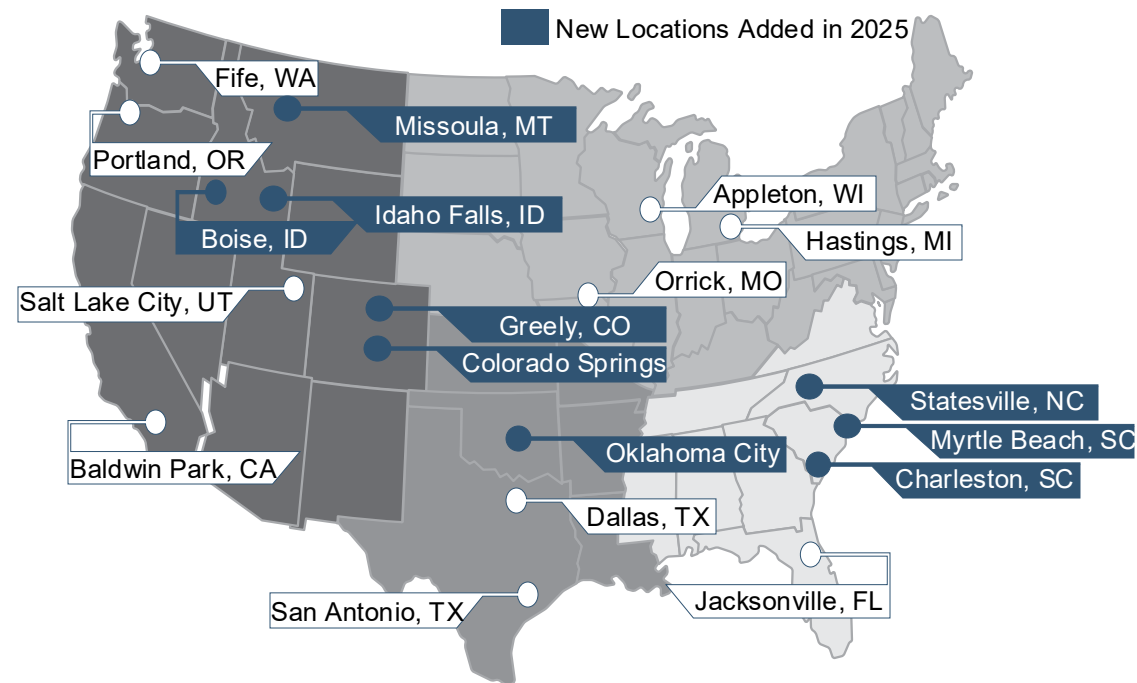 New Locations Added in 2025
Fife, WA
Missoula, MT
Portland, OR
Appleton, WI
Idaho Falls, ID
Boise, ID
Hastings, MI
Orrick, MO
Salt Lake City, UT
Greely, CO
Colorado Springs
Statesville, NC
Myrtle Beach, SC
Oklahoma City
Baldwin Park, CA
Charleston, SC
Dallas, TX
Jacksonville, FL
San Antonio, TX